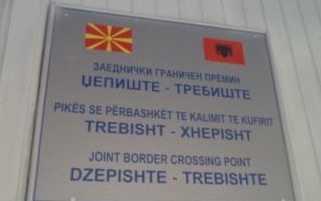 ЗАЕДНИЧКИ ГРАНИЧЕН ПРЕМИН
ЏЕПИШТЕ - ТРЕБИШТЕ
PIKËS SE PËRBASHKËT TE KALIMIT TE KUFIRIT
TREBISHT - XHEPISHT
JOINT BORDER CROSSING POINT
DZEPISHTE - TREBISHTE